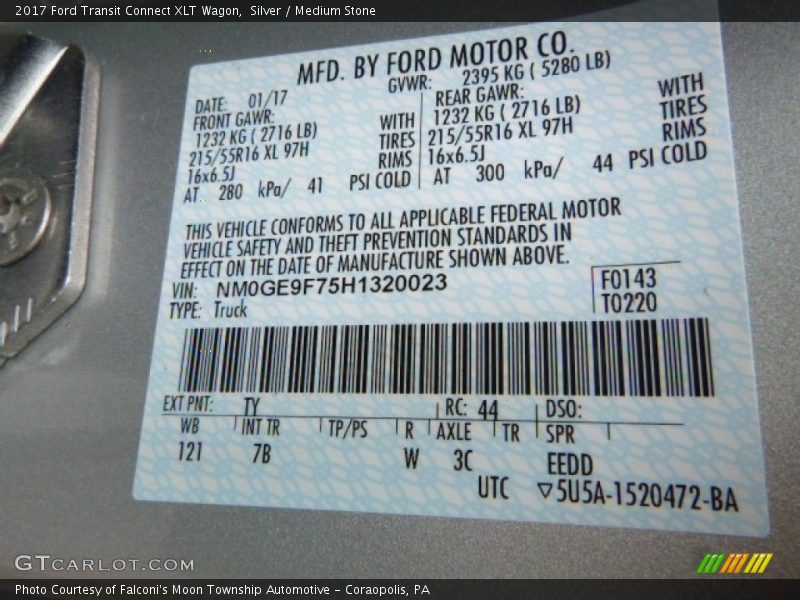 2017 Ford Transit Connect XLT Wagon,  Silver / Medium Stone
MFD. BY FORD MOTOR CO.
DATE: 01/17 GVWR: 2395 KG ( 5280 LB)
FRONT GAWR: REAR GAWR:
1232 KG ( 2716 LB) WITH 1232 KG ( 2716 LB) WITH
215/55R16 XL 97H TIRES 215/55R16 XL 97H TIRES
16x6.5J RIMS 16x6.5J RIMS
AT 280 kPa/ 41 PSI COLD AT 300 kPa/ 44 PSI COLD
THIS VEHICLE CONFORMS TO ALL APPLICABLE FEDERAL MOTOR
VEHICLE SAFETY AND THEFT PREVENTION STANDARDS IN
EFFECT ON THE DATE OF MANUFACTURE SHOWN ABOVE.
VIN: NM0GE9F75H1320023 F0143
TYPE: Truck T0220
EXT PNT: TY RC: 44 DSO:
WB INT TR TP/PS R AXLE TR SPR
121 7B W 3C EEDD
UTC ▽5U5A-1520472-BA
GTCARLOT.COM
Photo Courtesy of Falconi's Moon Township Automotive – Coraopolis, PA